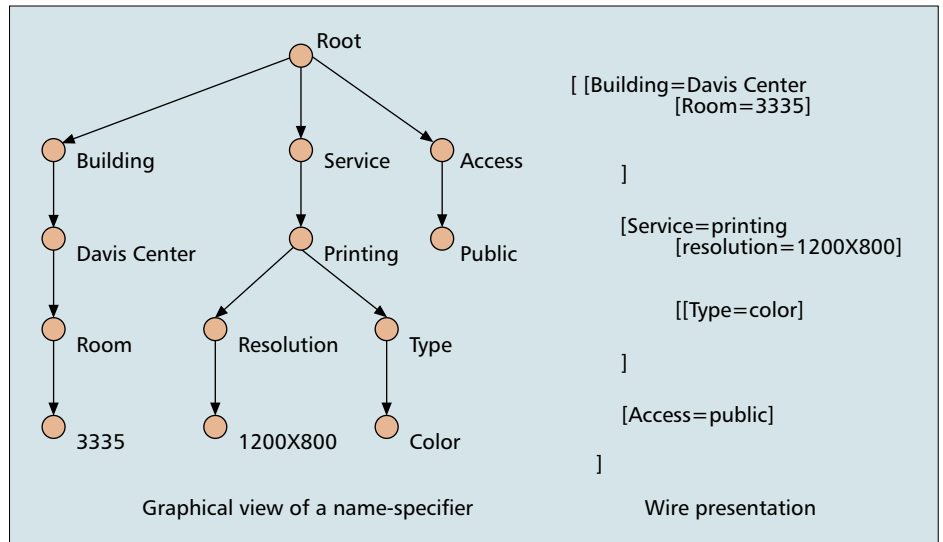 Root
Building
Service
Access
Davis Center
Printing
Public
Room
Resolution
Type
3335
1200X800
Color
Graphical view of a name-specifier
[ [Building=Davis Center
[Room=3335]
]
[Service=printing
[resolution=1200X800]
[[Type=color]
]
[Access=public]
]
Wire presentation